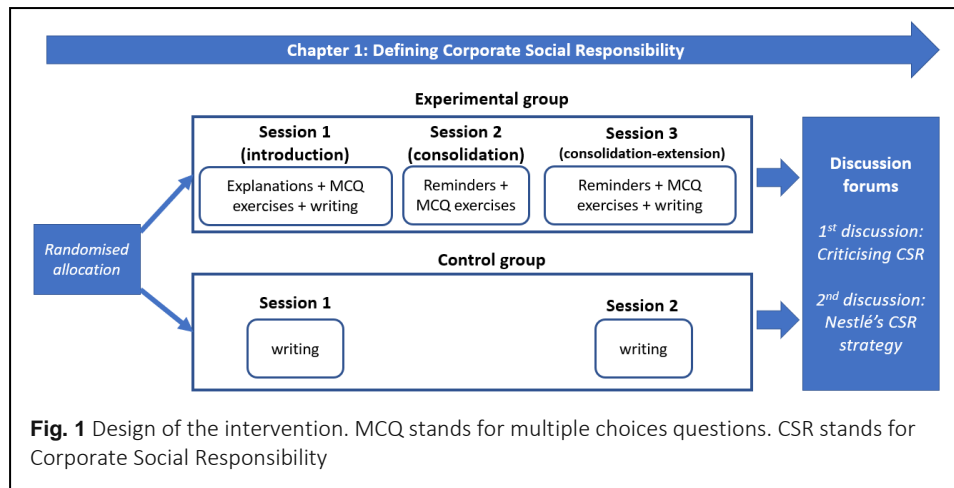 Chapter 1: Defining Corporate Social Responsibility
Experimental group
Session 1
(introduction)
Explanations + MCQ
exercises + writing
Session 2
(consolidation)
Reminders +
MCQ exercises
Session 3
(consolidation-extension)
Reminders + MCQ
exercises + writing
Randomised
allocation
Control group
Session 1
writing
Session 2
writing
Discussion
forums
1st discussion:
Criticising CSR
2nd discussion:
Nestlé's CSR
strategy
Fig. 1 Design of the intervention. MCQ stands for multiple choices questions. CSR stands for
Corporate Social Responsibility